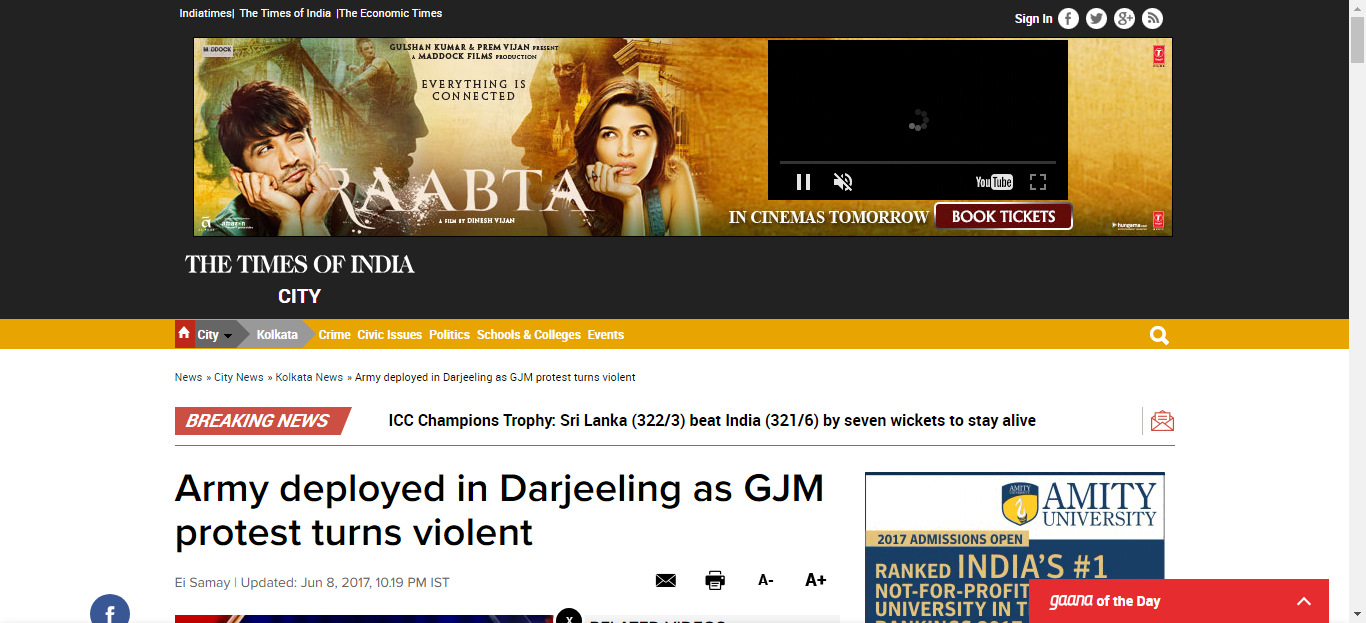 Indiatimes| The Times of India |The Economic Times
Sign In
MADDOCK
GULSHAN KUMAR & PREM VIJAN PRESENT
A MADDOCK FILMS PRODUCTION
EVERYTHING IS
CONNECTED
RAABTA
A FILM BY DINESH VIJAN
YouTube
IN CINEMAS TOMORROW BOOK TICKETS
THE TIMES OF INDIA
CITY
City Kolkata Crime Civic Issues Politics Schools & Colleges Events
News » City News » Kolkata News » Army deployed in Darjeeling as GJM protest turns violent
BREAKING NEWS ICC Champions Trophy: Sri Lanka (322/3) beat India (321/6) by seven wickets to stay alive
Army deployed in Darjeeling as GJM
protest turns violent
Ei Samay | Updated: Jun 8, 2017, 10.19 PM IST
A- A+
X
RELATED VIDEOS
AMITY
UNIVERSITY
AMITY
UNIVERSITY
2017 ADMISSIONS OPEN
RANKED INDIA'S #1
NOT-FOR-PROFIT
UNIVERSITY IN T
RANKINGS 2017
gaana of the Day